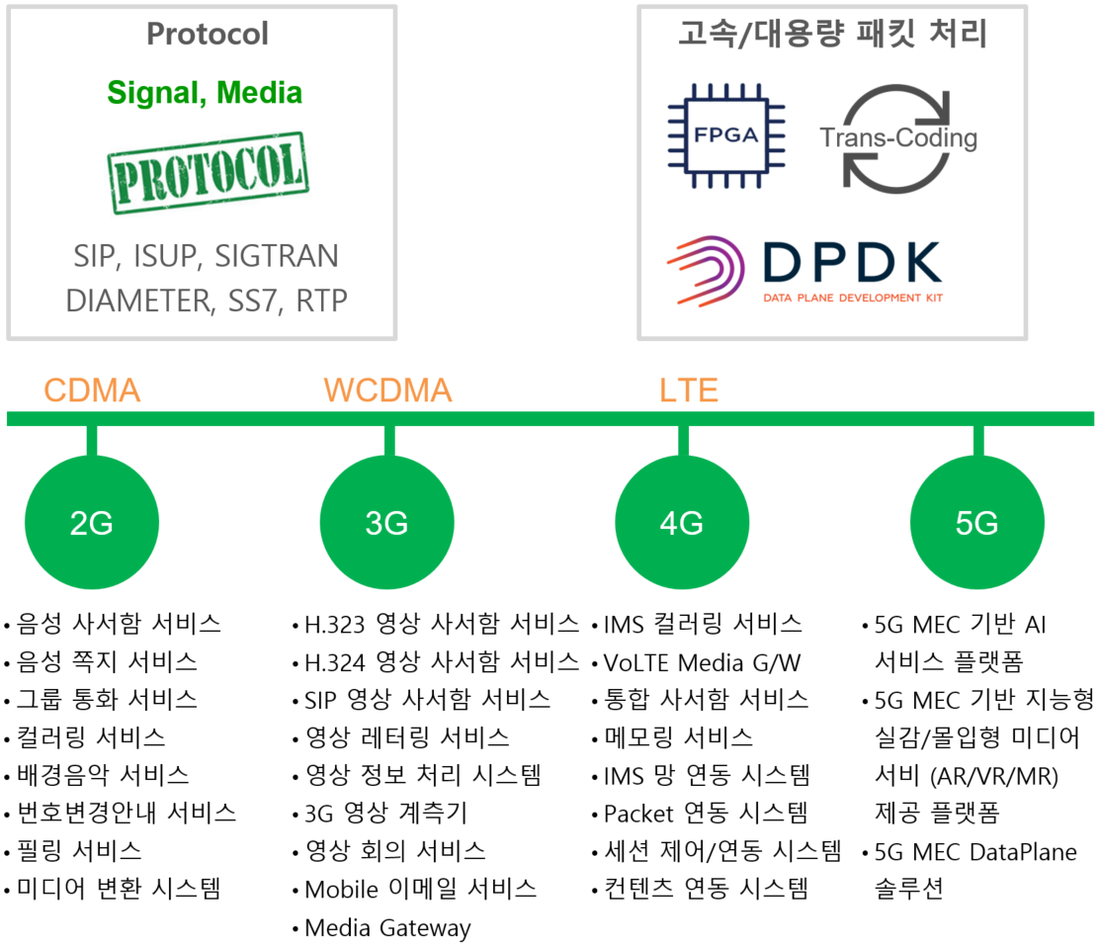 Protocol
Signal, Media
PROTOCOL
SIP, ISUP, SIGTRAN
DIAMETER, SS7, RTP
고속/대용량 패킷 처리
FPGA
Trans-Coding
DPDK
DATA PLANE DEVELOPMENT KIT
CDMA
WCDMA
LTE
2G
3G
4G
5G
• 음성 사서함 서비스
• 음성 쪽지 서비스
• 그룹 통화 서비스
• 컬러링 서비스
• 배경음악 서비스
• 번호변경안내 서비스
• 필링 서비스
• 미디어 변환 시스템
• H.323 영상 사서함 서비스
• H.324 영상 사서함 서비스
• SIP 영상 사서함 서비스
• 영상 레터링 서비스
• 영상 정보 처리 시스템
• 3G 영상 계측기
• 영상 회의 서비스
• Mobile 이메일 서비스
• Media Gateway
• IMS 컬러링 서비스
• VoLTE Media G/W
• 통합 사서함 서비스
• 메모링 서비스
• IMS 망 연동 시스템
• Packet 연동 시스템
• 세션 제어/연동 시스템
• 컨텐츠 연동 시스템
• 5G MEC 기반 AI
서비스 플랫폼
• 5G MEC 기반 지능형
실감/몰입형 미디어
서비 (AR/VR/MR)
제공 플랫폼
• 5G MEC DataPlane
솔루션